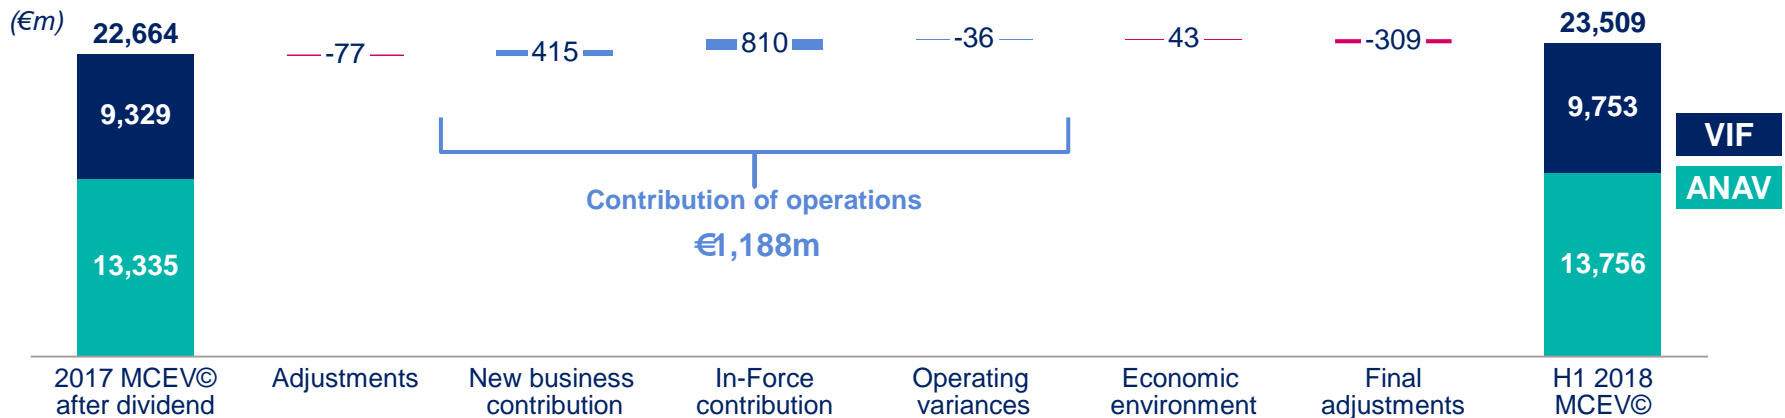 (€m)
22,664
-77
415
810
-36
43
-309
23,509
9,329
9,753
VIF
ANAV
Contribution of operations
€1,188m
13,335
13,756
2017 MCEV©
after dividend
Adjustments
New business
contribution
In-Force
contribution
Operating
variances
Economic
environment
Final
adjustments
H1 2018
MCEV©